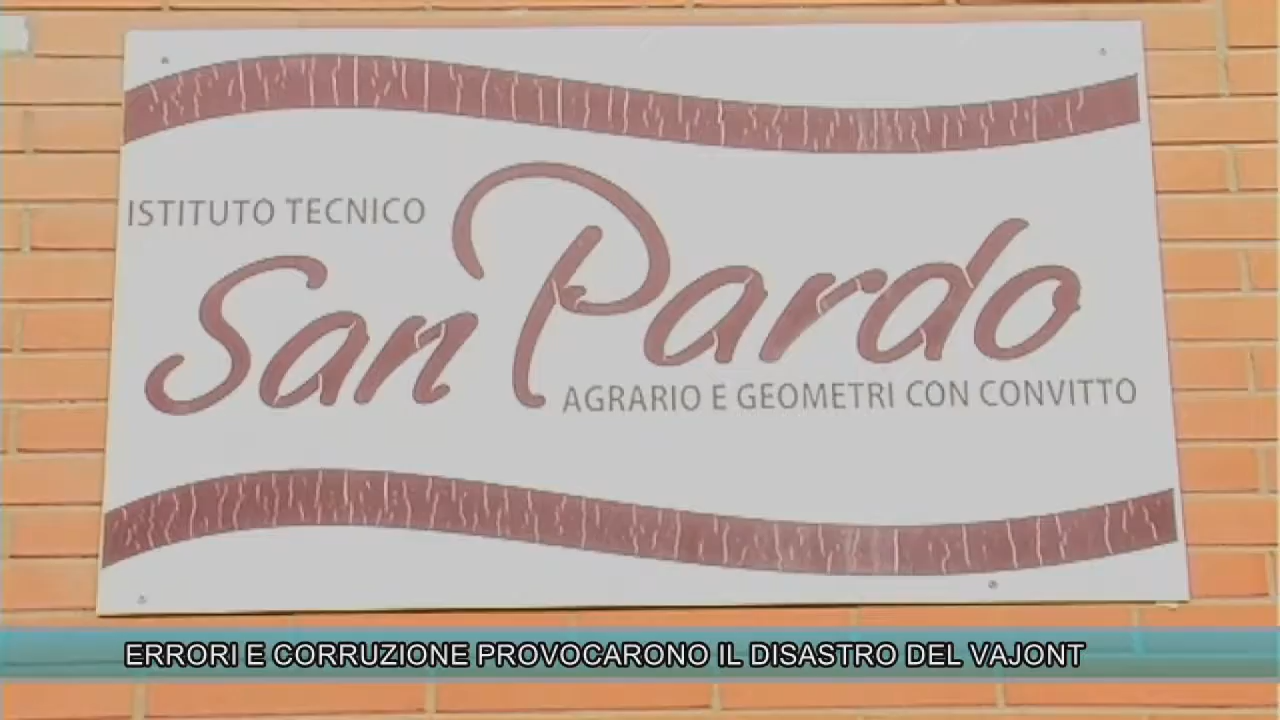 ISTITUTO TECNICO
San Pardo
AGRARIO E GEOMETRI CON CONVITTO
ERRORI E CORRUZIONE PROVOCARONO IL DISASTRO DEL VAJONT